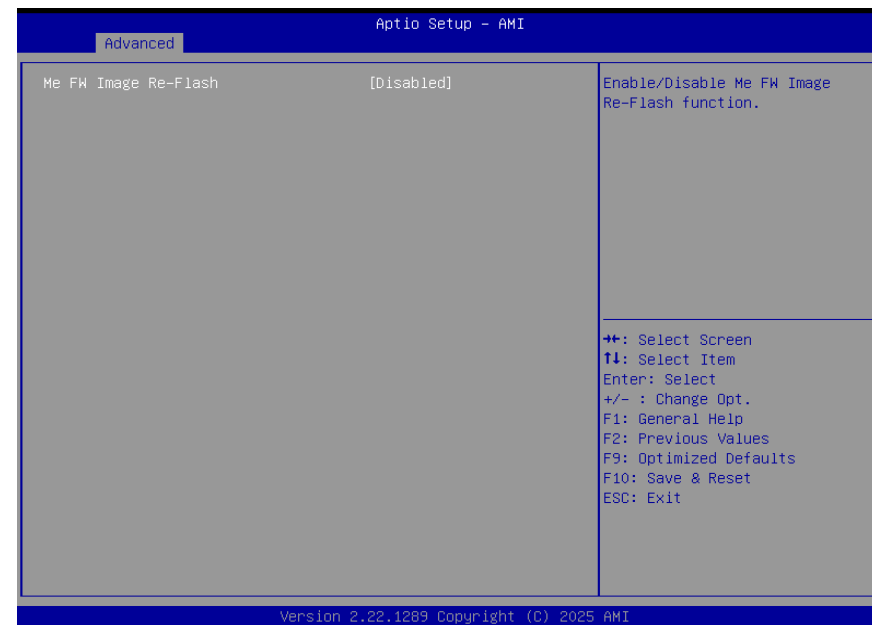 Aptio Setup – AMI
Advanced
Me FW Image Re-Flash [Disabled]
Enable/Disable Me FW Image
Re-Flash function.
→←: Select Screen
↑↓: Select Item
Enter: Select
+/- : Change Opt.
F1: General Help
F2: Previous Values
F9: Optimized Defaults
F10: Save & Reset
ESC: Exit
Version 2.22.1289 Copyright (C) 2025 AMI